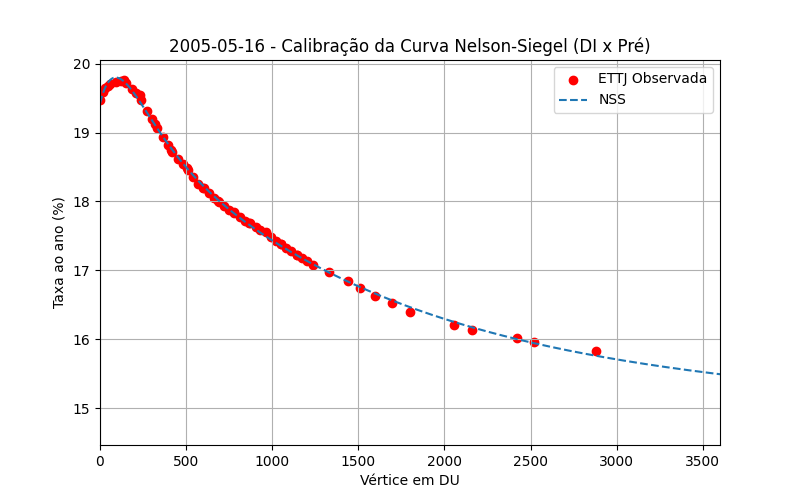 2005-05-16 - Calibração da Curva Nelson-Siegel (DI x Pré)
ETTJ Observada
NSS
Taxa ao ano (%)
20
19
18
17
16
15
0 500 1000 1500 2000 2500 3000 3500
Vértice em DU